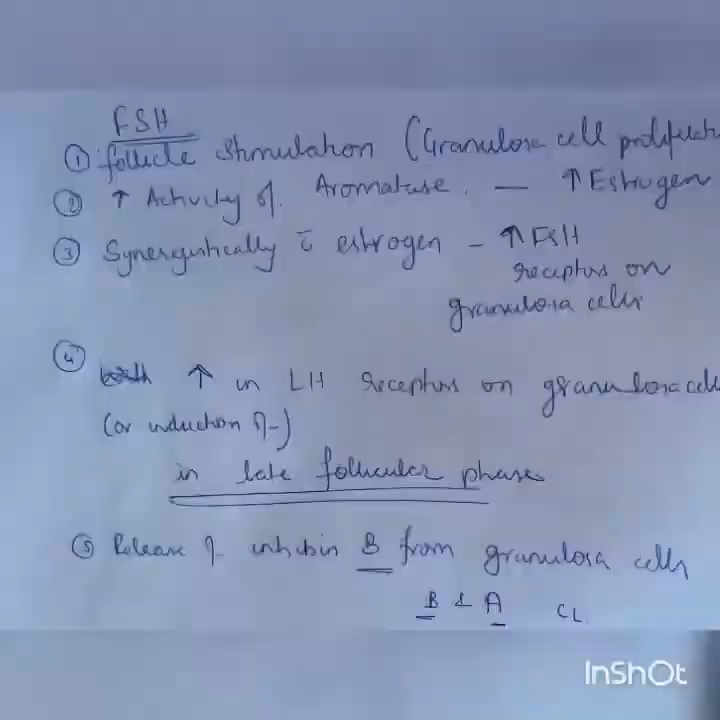 FSH
① follicle stimulation (Granulosa cell proliferati
② ↑ Activity of Aromatase. — ↑ Estrogen
③ Synergistically c̄ estrogen - ↑ FSH
receptors on
granulosa cells
④ ↑ in LH receptors on granulosa cell
(or induction of-)
in late follicular phase
⑤ Release of inhibin B from granulosa cells
B & A CL
InShOt